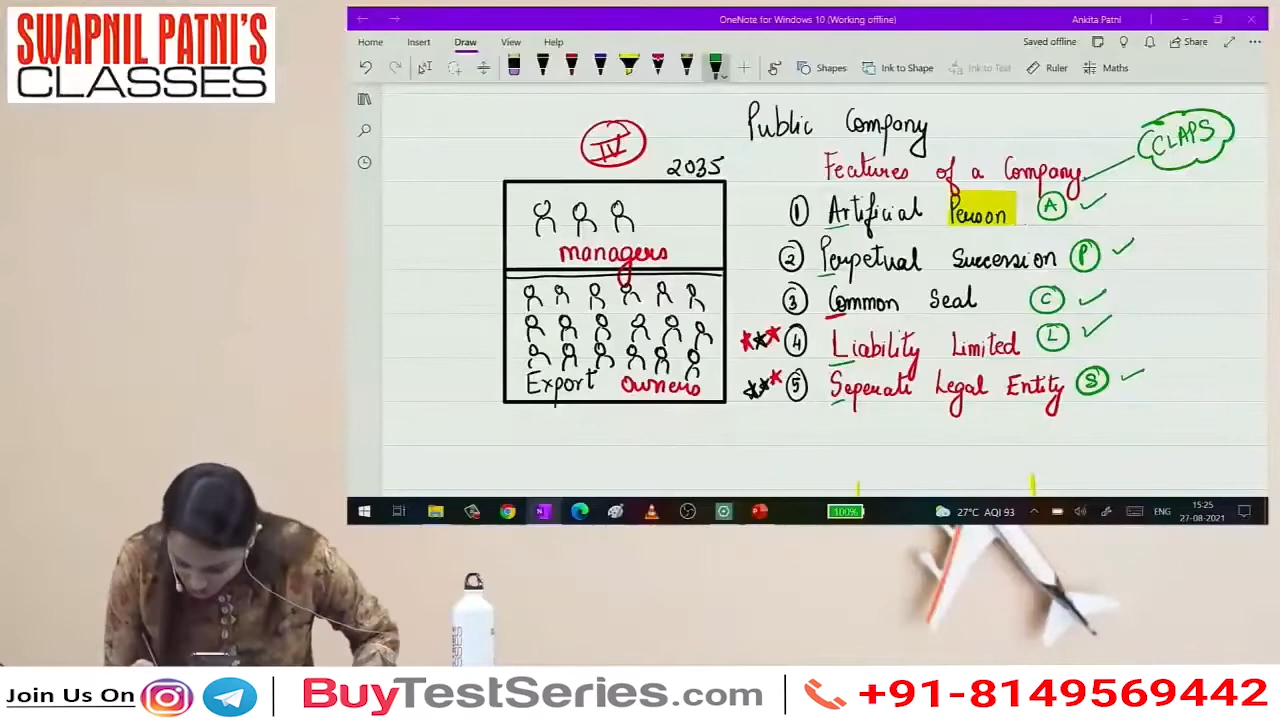 SWAPNIL PATNI'S
CLASSES
OneNote for Windows 10 (Working offline)
Ankita Patni
Home Insert Draw View Help
Saved offline
Share
Shapes
Ink to Shape
Ink to Text
Ruler
Maths
Public Company
CLAPS
IV
2035
Features of a Company
① Artificial Person A
managers
② Perpetual Succession P
③ Common Seal C
④ Liability Limited L
Export owners
⑤ Seperate Legal Entity S
100%
27°C AQI 93
ENG
15:25
27-08-2021
CLASSES
Join Us On
BuyTestSeries.com
+91-8149569442